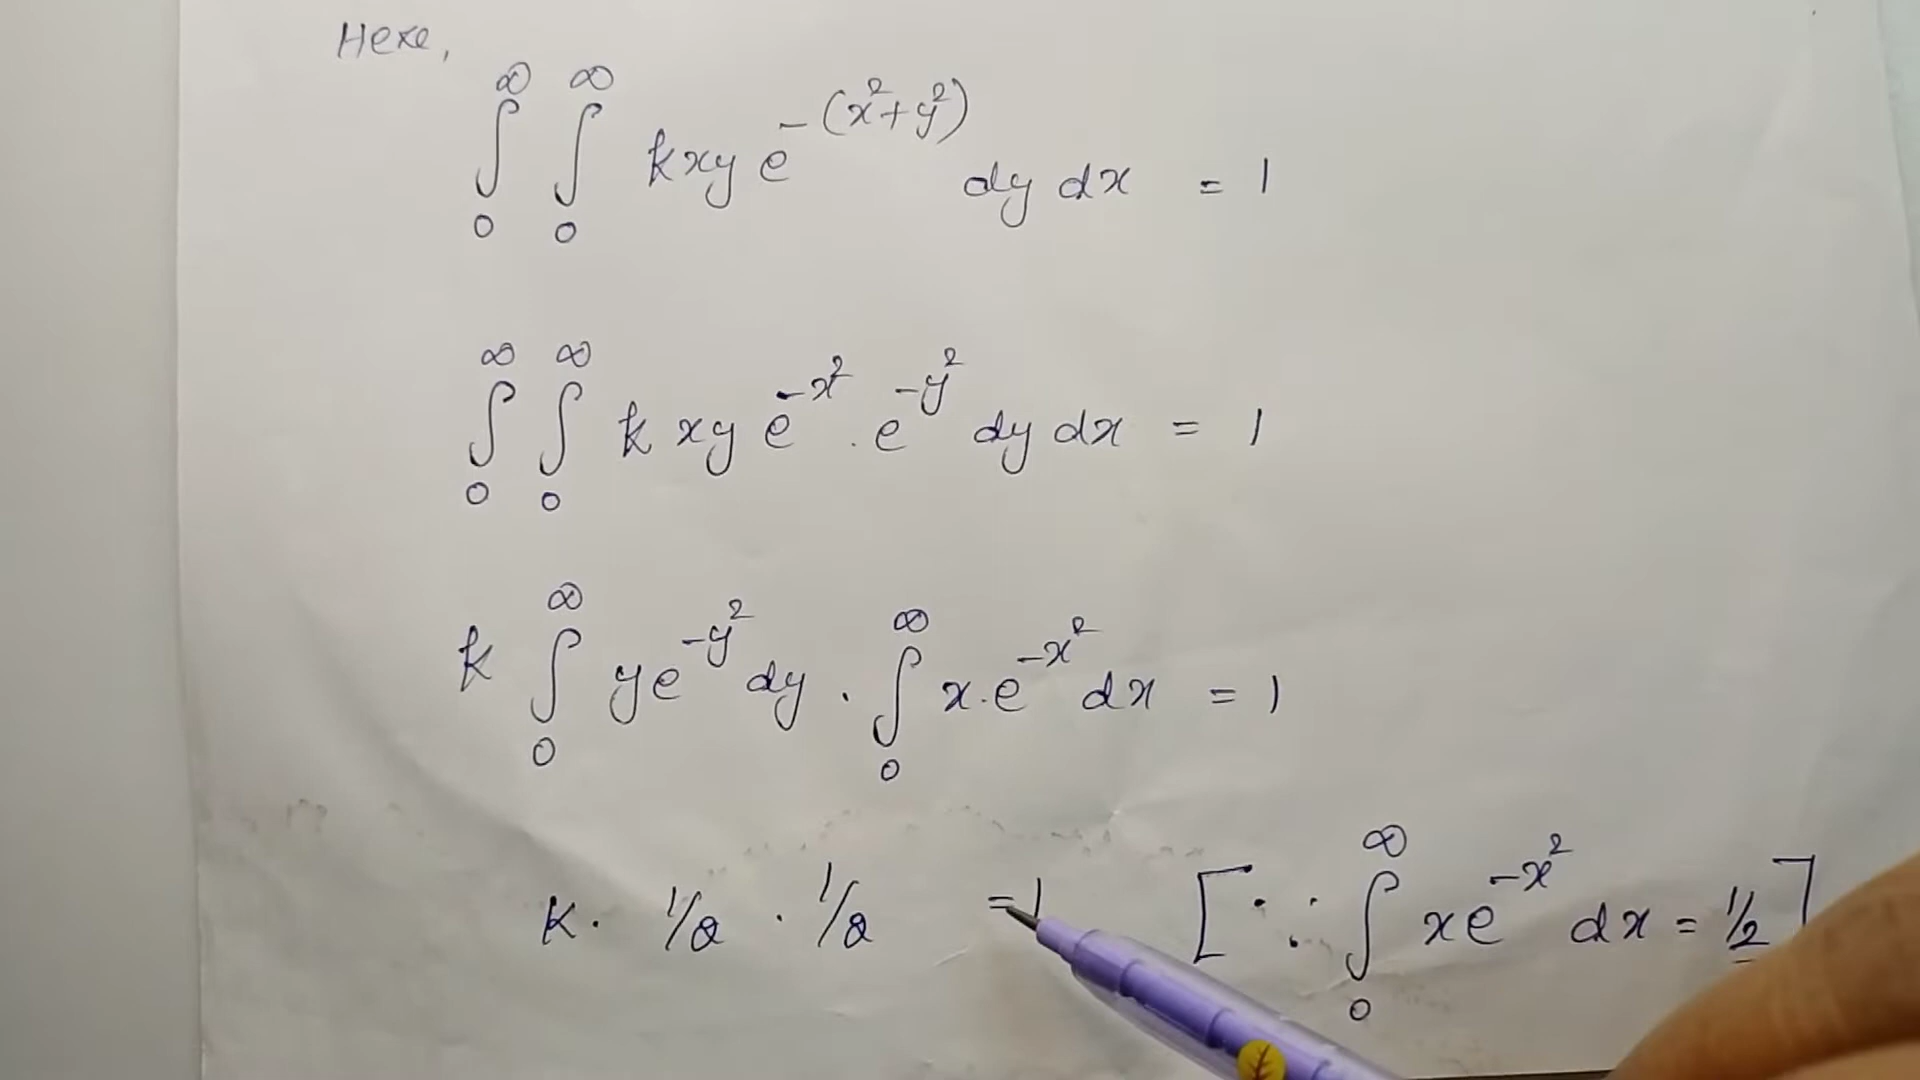 Here,
∫₀^∞ ∫₀^∞ kxy e^-(x²+y²) dy dx = 1
∫₀^∞ ∫₀^∞ k xy e^-x² . e^-y² dy dx = 1
k ∫₀^∞ ye^-y² dy . ∫₀^∞ x.e^-x² dx = 1
K. 1/2 . 1/2 =1 [∵ ∫₀^∞ xe^-x² dx = 1/2]